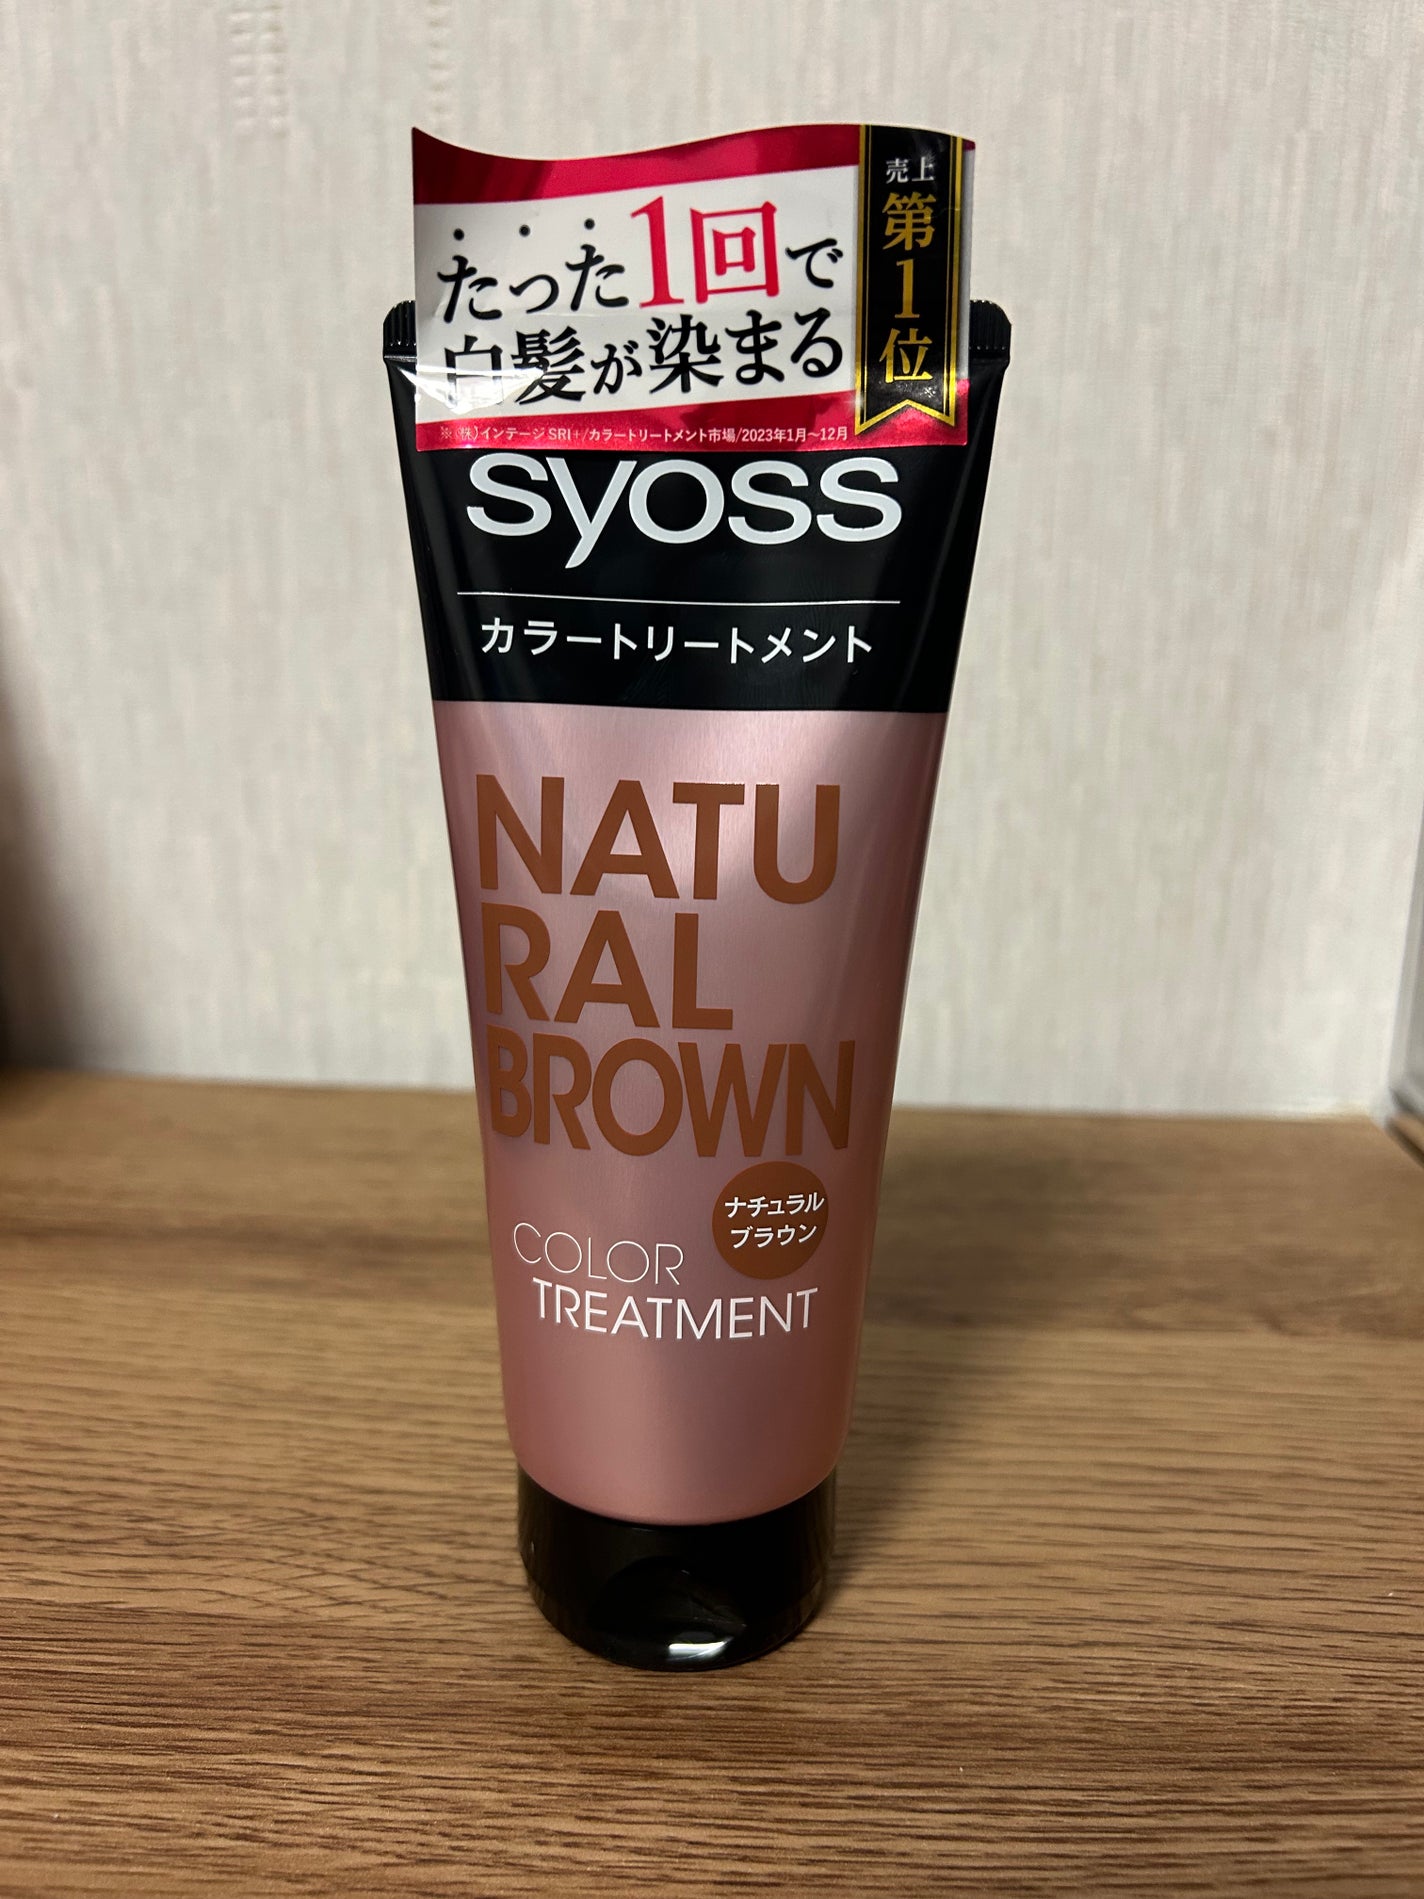 たった1回で
白髪が染まる
売上
第
1
位
※
※(株)インテージSRI+/カラートリートメント市場/2023年1月〜12月
syoss
カラートリートメント
NATU
RAL
BROWN
ナチュラル
ブラウン
COLOR
TREATMENT